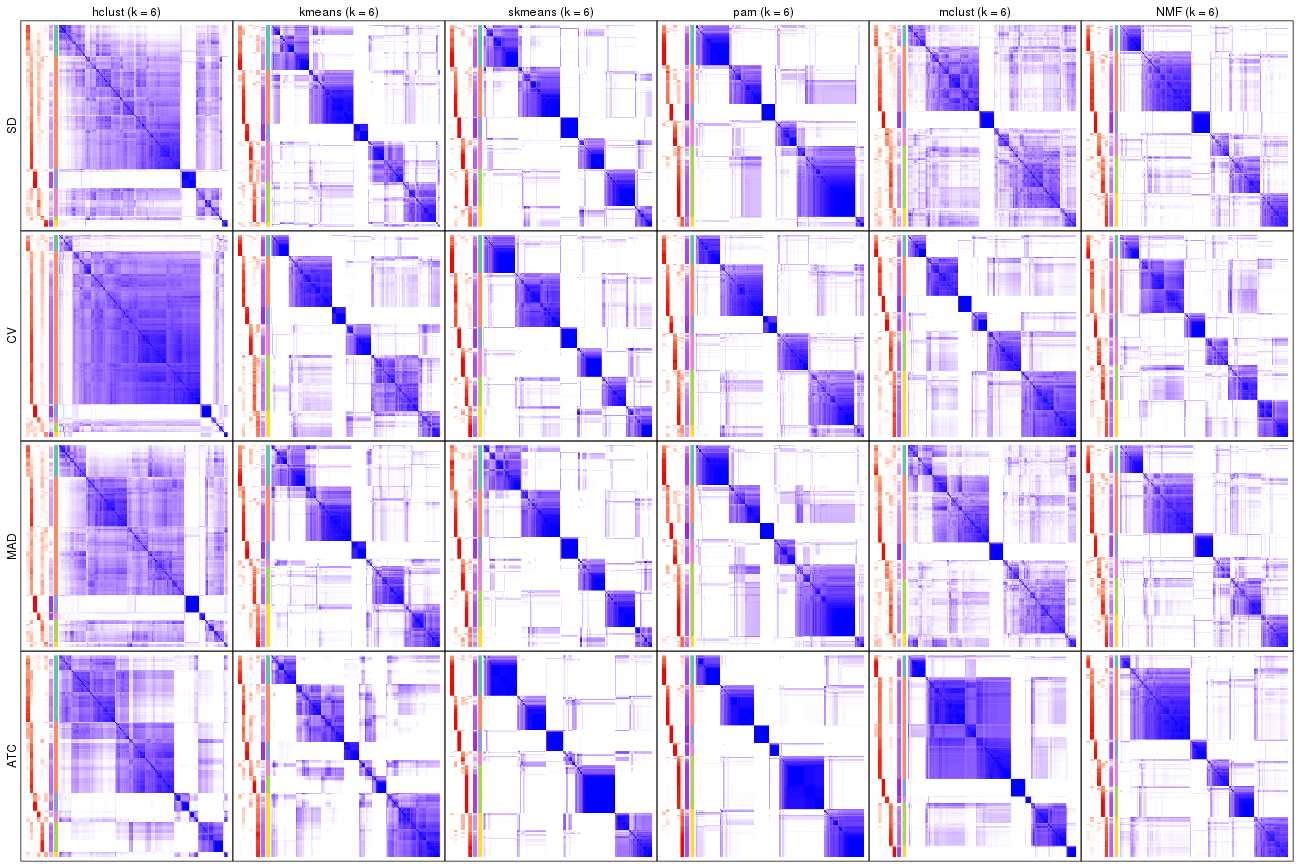 hclust (k = 6) kmeans (k = 6) skmeans (k = 6) pam (k = 6) mclust (k = 6) NMF (k = 6)
SD
CV
MAD
ATC